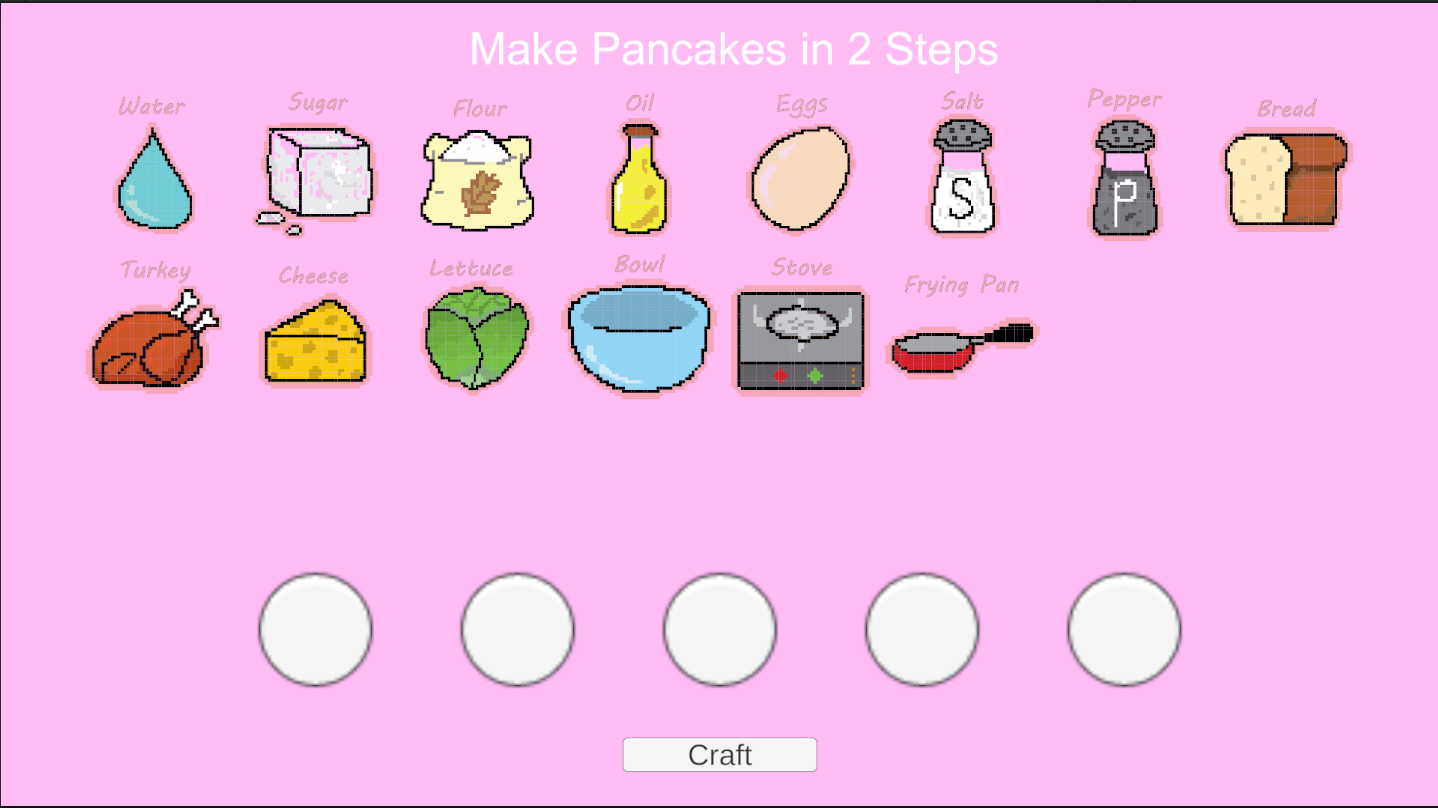 Make Pancakes in 2 Steps
Water Sugar Flour Oil Eggs Salt Pepper Bread
S
P
Turkey Cheese Lettuce Bowl Stove Frying Pan
Craft